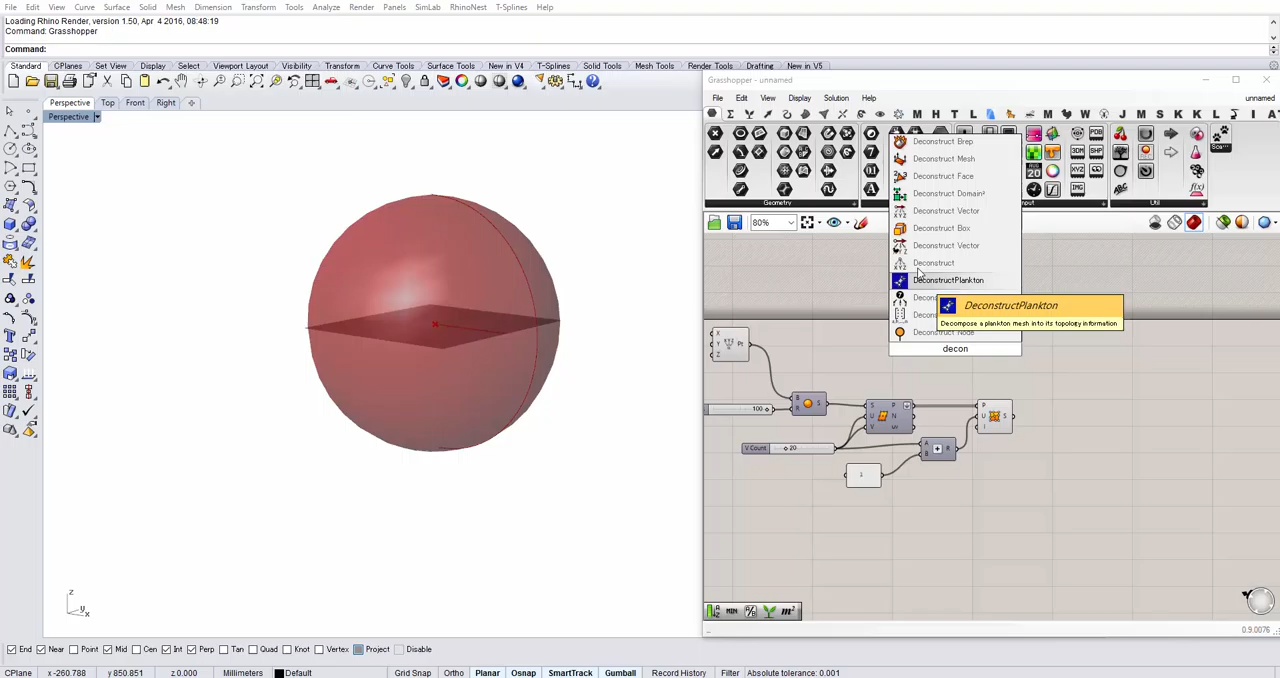 File Edit View Curve Surface Solid Mesh Dimension Transform Tools Analyze Render Panels SimLab RhinoNest T-Splines Help
Loading Rhino Render, version 1.50, Apr 4 2016, 08:48:19
Command: Grasshopper
Command:
Standard CPlanes Set View Display Select Viewport Layout Visibility Transform Curve Tools Surface Tools New in V4 T-Splines Solid Tools Mesh Tools Render Tools Drafting New in V5
Grasshopper - unnamed
Perspective Top Front Right
Perspective
File Edit View Display Solution Help unnamed
Geometry
Input
Util
80%
Deconstruct Brep
Deconstruct Mesh
Deconstruct Face
Deconstruct Domain²
Deconstruct Vector
Deconstruct Box
Deconstruct Vector
Deconstruct
DeconstructPlankton
DeconstructPlankton
Decompose a plankton mesh into its topology information
Deconstruct Node
decon
X
Y
Z
Pt
100
B
R
S
S
U
V
P
N
uv
P
U
I
S
V Count 20
A
B
R
1
z
y
x
0.9.0076
End Near Point Mid Cen Int Perp Tan Quad Knot Vertex Project Disable
CPlane x -260.788 y 850.851 z 0.000 Millimeters Default Grid Snap Ortho Planar Osnap SmartTrack Gumball Record History Filter Absolute tolerance: 0.001